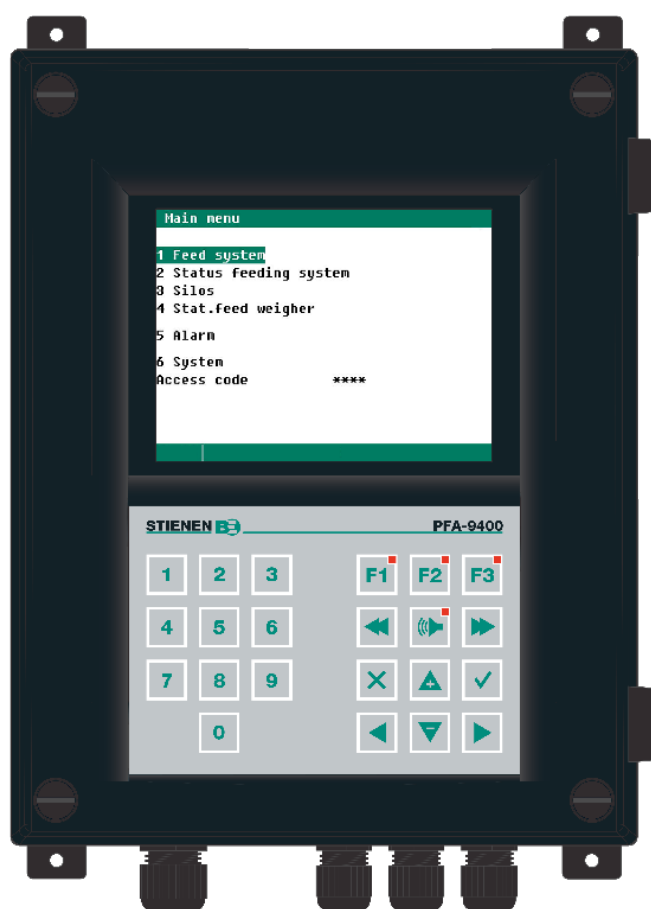 Main menu
1 Feed system
2 Status feeding system
3 Silos
4 Stat.feed weigher
5 Alarm
6 System
Access code ****
STIENEN BE PFA-9400
1 2 3 F1 F2 F3
4 5 6
7 8 9
0